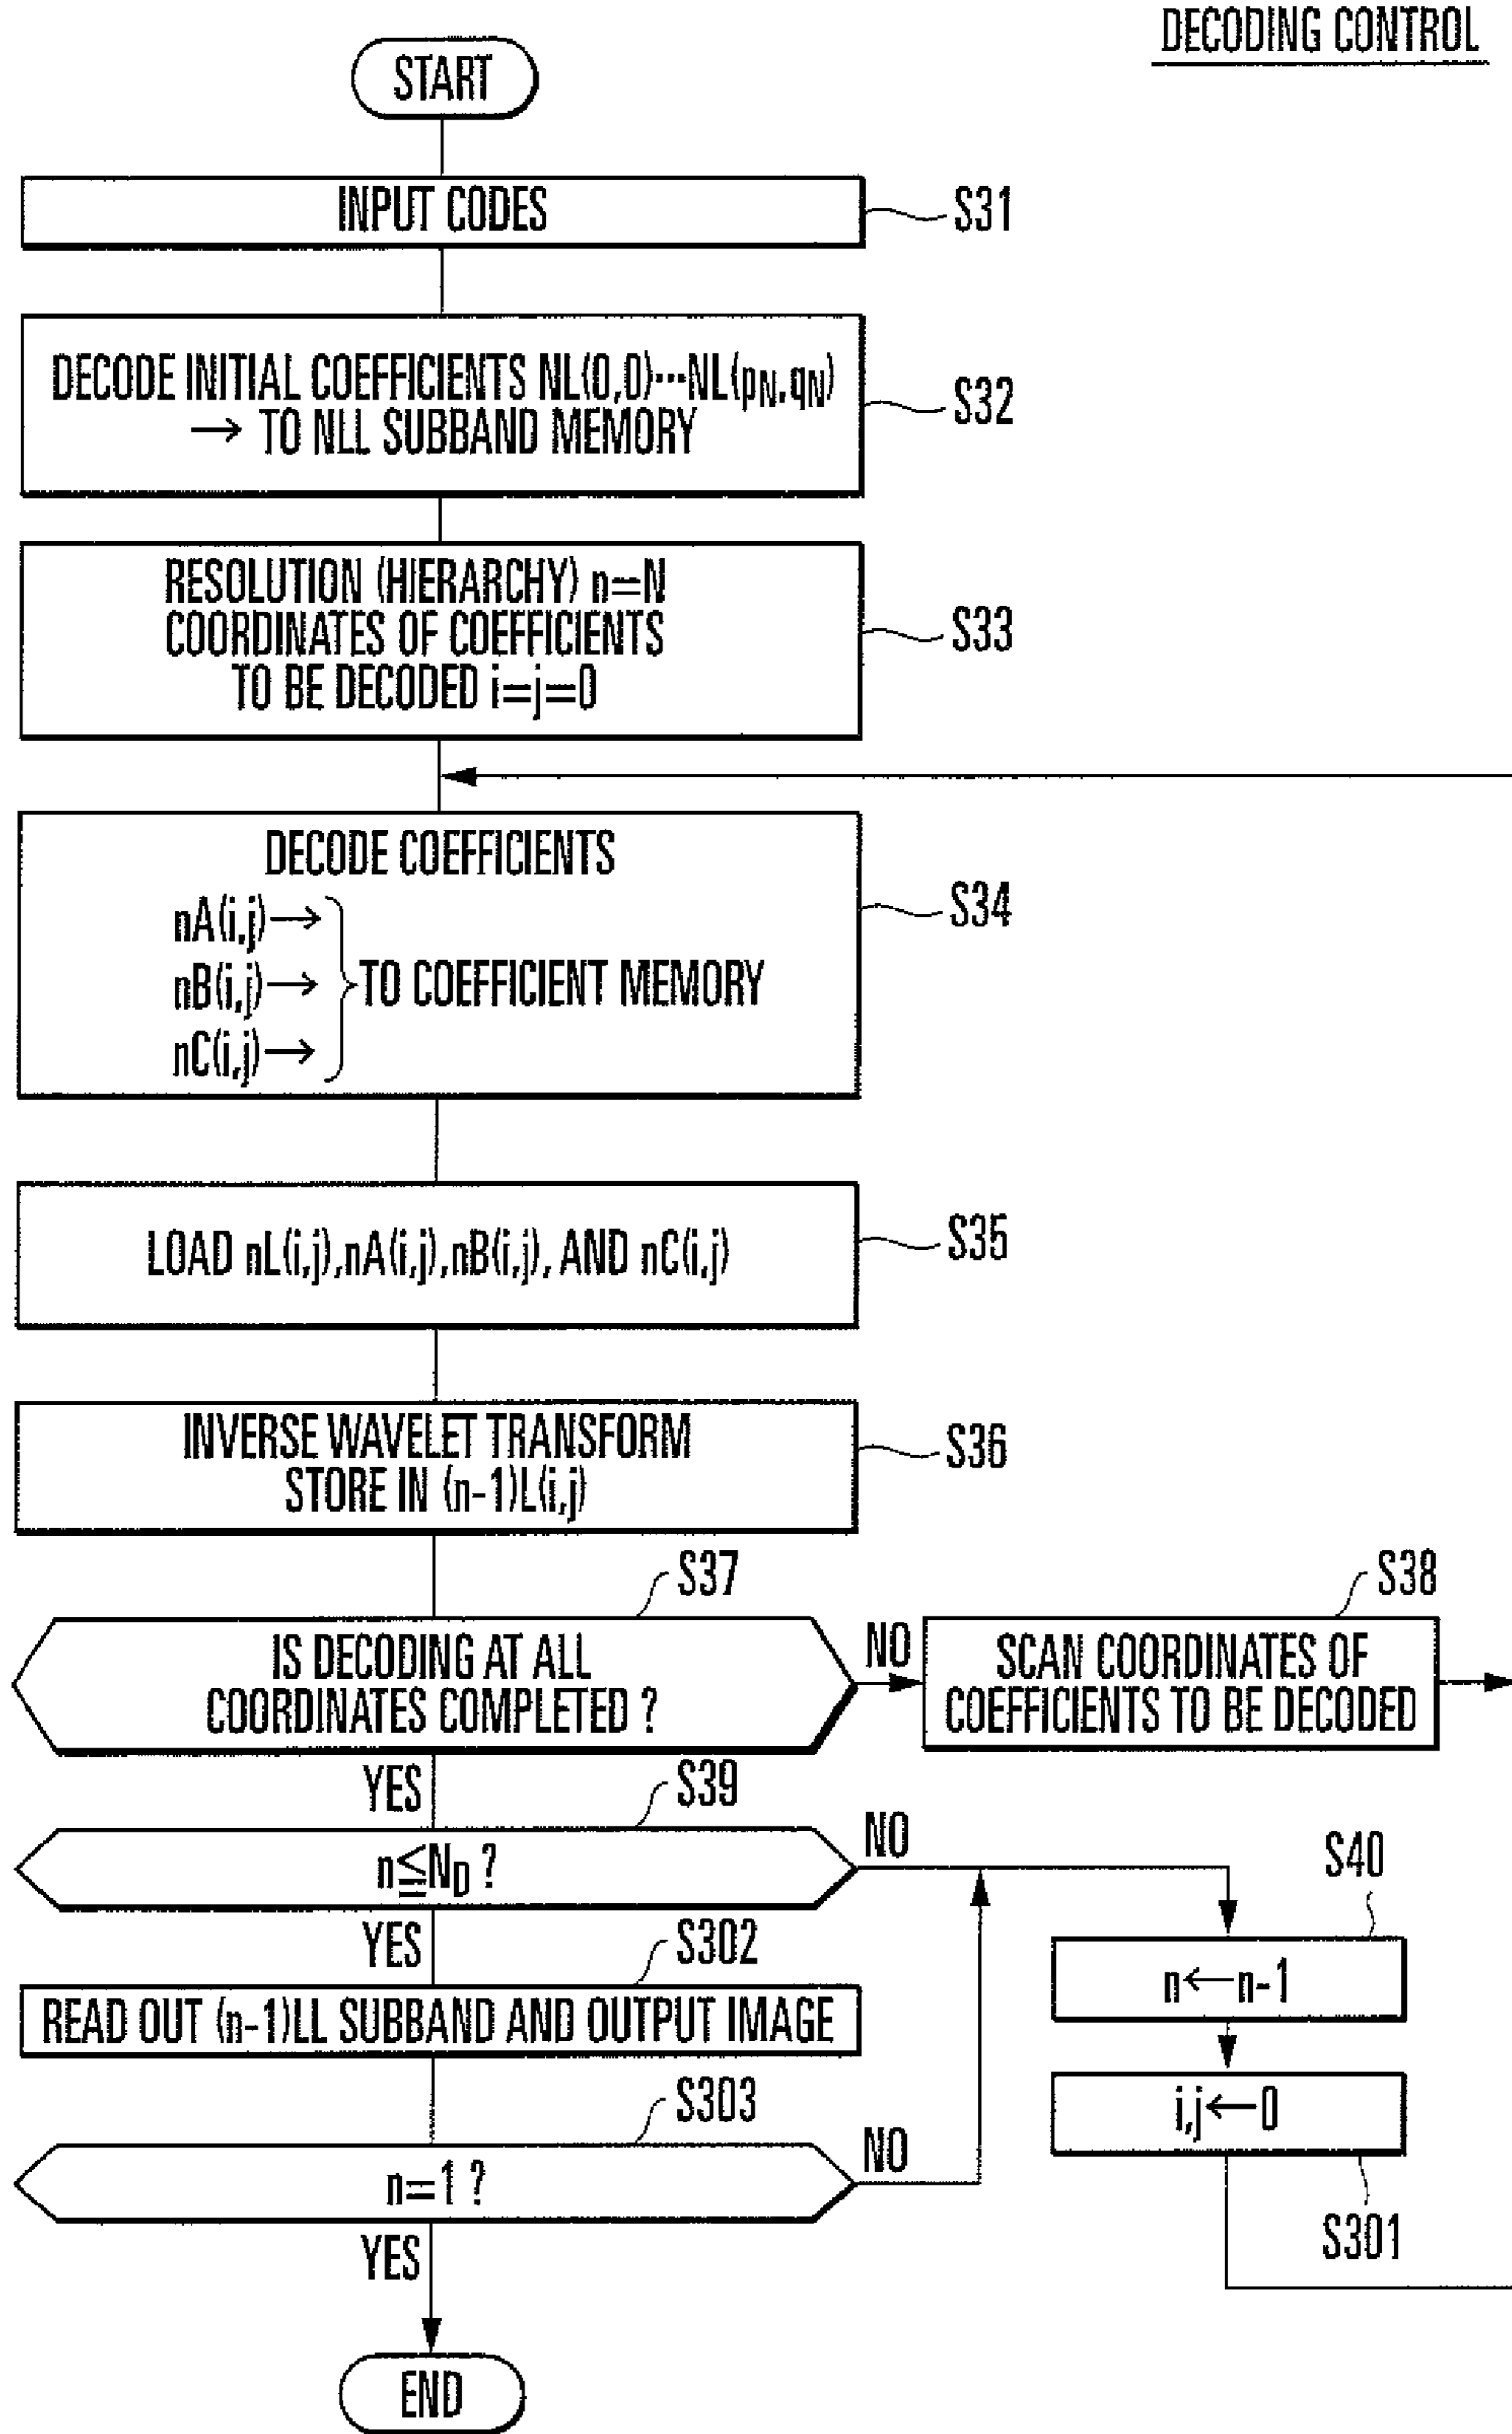 DECODING CONTROL
START
INPUT CODES
S31
DECODE INITIAL COEFFICIENTS NL(0,0)···NL(pN,qN)
→ TO NLL SUBBAND MEMORY
S32
RESOLUTION (HIERARCHY) n=N
COORDINATES OF COEFFICIENTS
TO BE DECODED i=j=0
S33
DECODE COEFFICIENTS
nA(i,j)→
nB(i,j)→
nC(i,j)→
TO COEFFICIENT MEMORY
S34
LOAD nL(i,j),nA(i,j),nB(i,j), AND nC(i,j)
S35
INVERSE WAVELET TRANSFORM
STORE IN (n-1)L(i,j)
S36
S37
IS DECODING AT ALL
COORDINATES COMPLETED ?
NO
S38
SCAN COORDINATES OF
COEFFICIENTS TO BE DECODED
YES
S39
n≦ND ?
NO
S40
n←n-1
YES
S302
READ OUT (n-1)LL SUBBAND AND OUTPUT IMAGE
i,j←0
S301
S303
n=1 ?
NO
YES
END